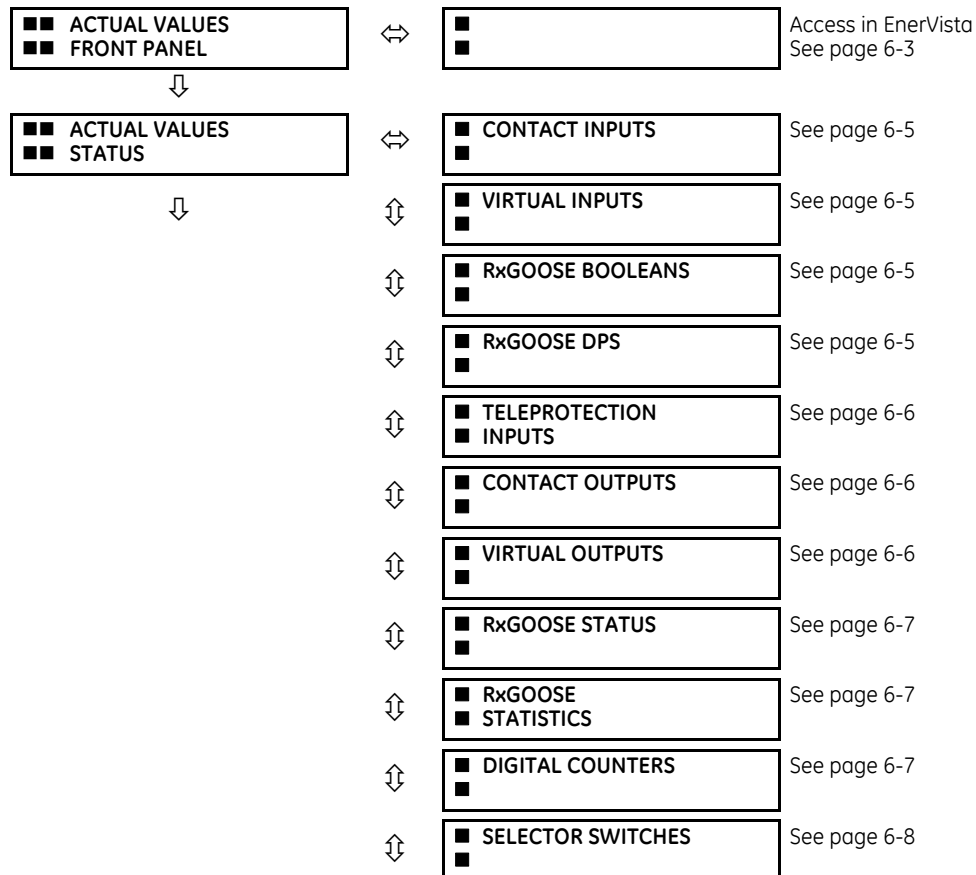 ■■ ACTUAL VALUES
■■ FRONT PANEL
■
■
Access in EnerVista
See page 6-3
■■ ACTUAL VALUES
■■ STATUS
■ CONTACT INPUTS
■
See page 6-5
■ VIRTUAL INPUTS
■
See page 6-5
■ RxGOOSE BOOLEANS
■
See page 6-5
■ RxGOOSE DPS
■
See page 6-5
■ TELEPROTECTION
■ INPUTS
See page 6-6
■ CONTACT OUTPUTS
■
See page 6-6
■ VIRTUAL OUTPUTS
■
See page 6-6
■ RxGOOSE STATUS
■
See page 6-7
■ RxGOOSE
■ STATISTICS
See page 6-7
■ DIGITAL COUNTERS
■
See page 6-7
■ SELECTOR SWITCHES
■
See page 6-8